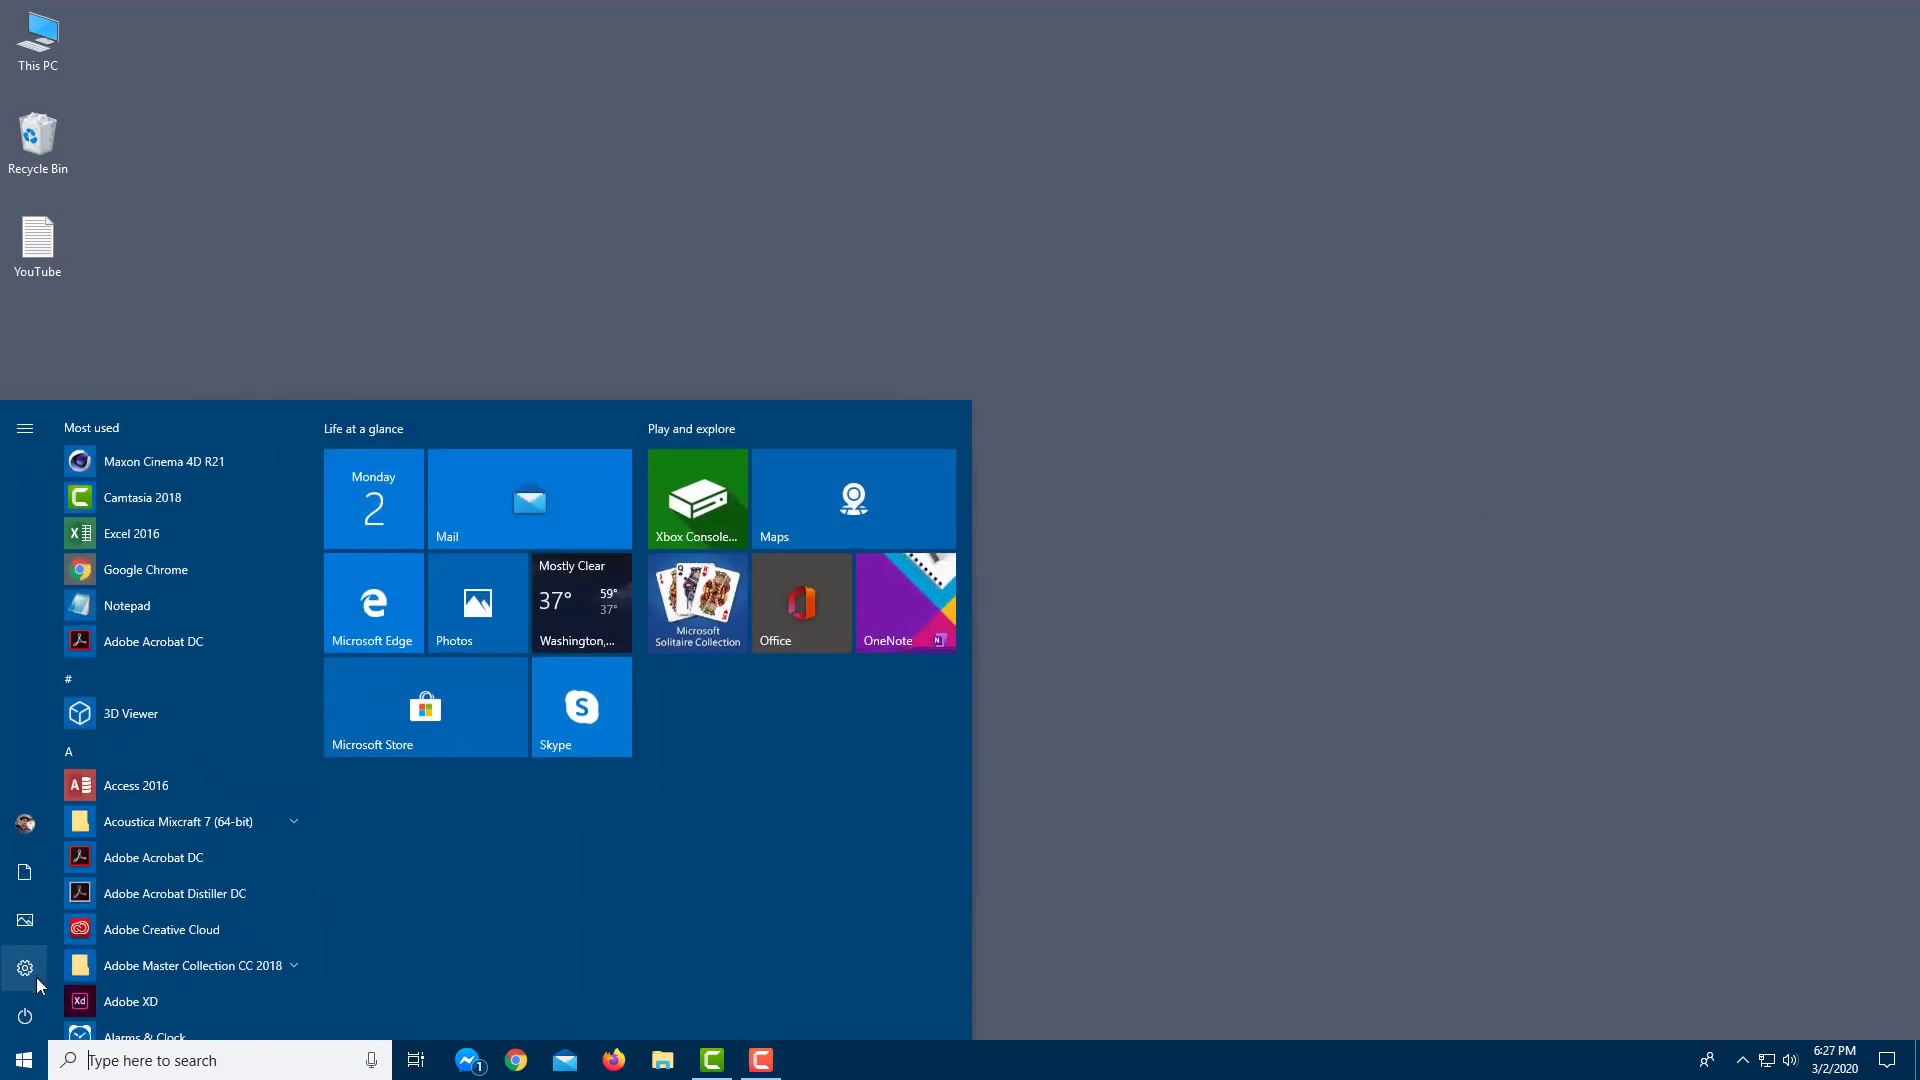 This PC
Recycle Bin
YouTube
Most used
Maxon Cinema 4D R21
Camtasia 2018
Excel 2016
Google Chrome
Notepad
Adobe Acrobat DC
#
3D Viewer
A
Access 2016
Acoustica Mixcraft 7 (64-bit)
Adobe Acrobat DC
Adobe Acrobat Distiller DC
Adobe Creative Cloud
Adobe Master Collection CC 2018
Adobe XD
Alarms & Clock
Life at a glance
Monday
2
Mail
Microsoft Edge
Photos
Mostly Clear
37° 59°
37°
Washington,...
Microsoft Store
Skype
Play and explore
Xbox Console...
Maps
Microsoft
Solitaire Collection
Office
OneNote
Type here to search
1
6:27 PM
3/2/2020